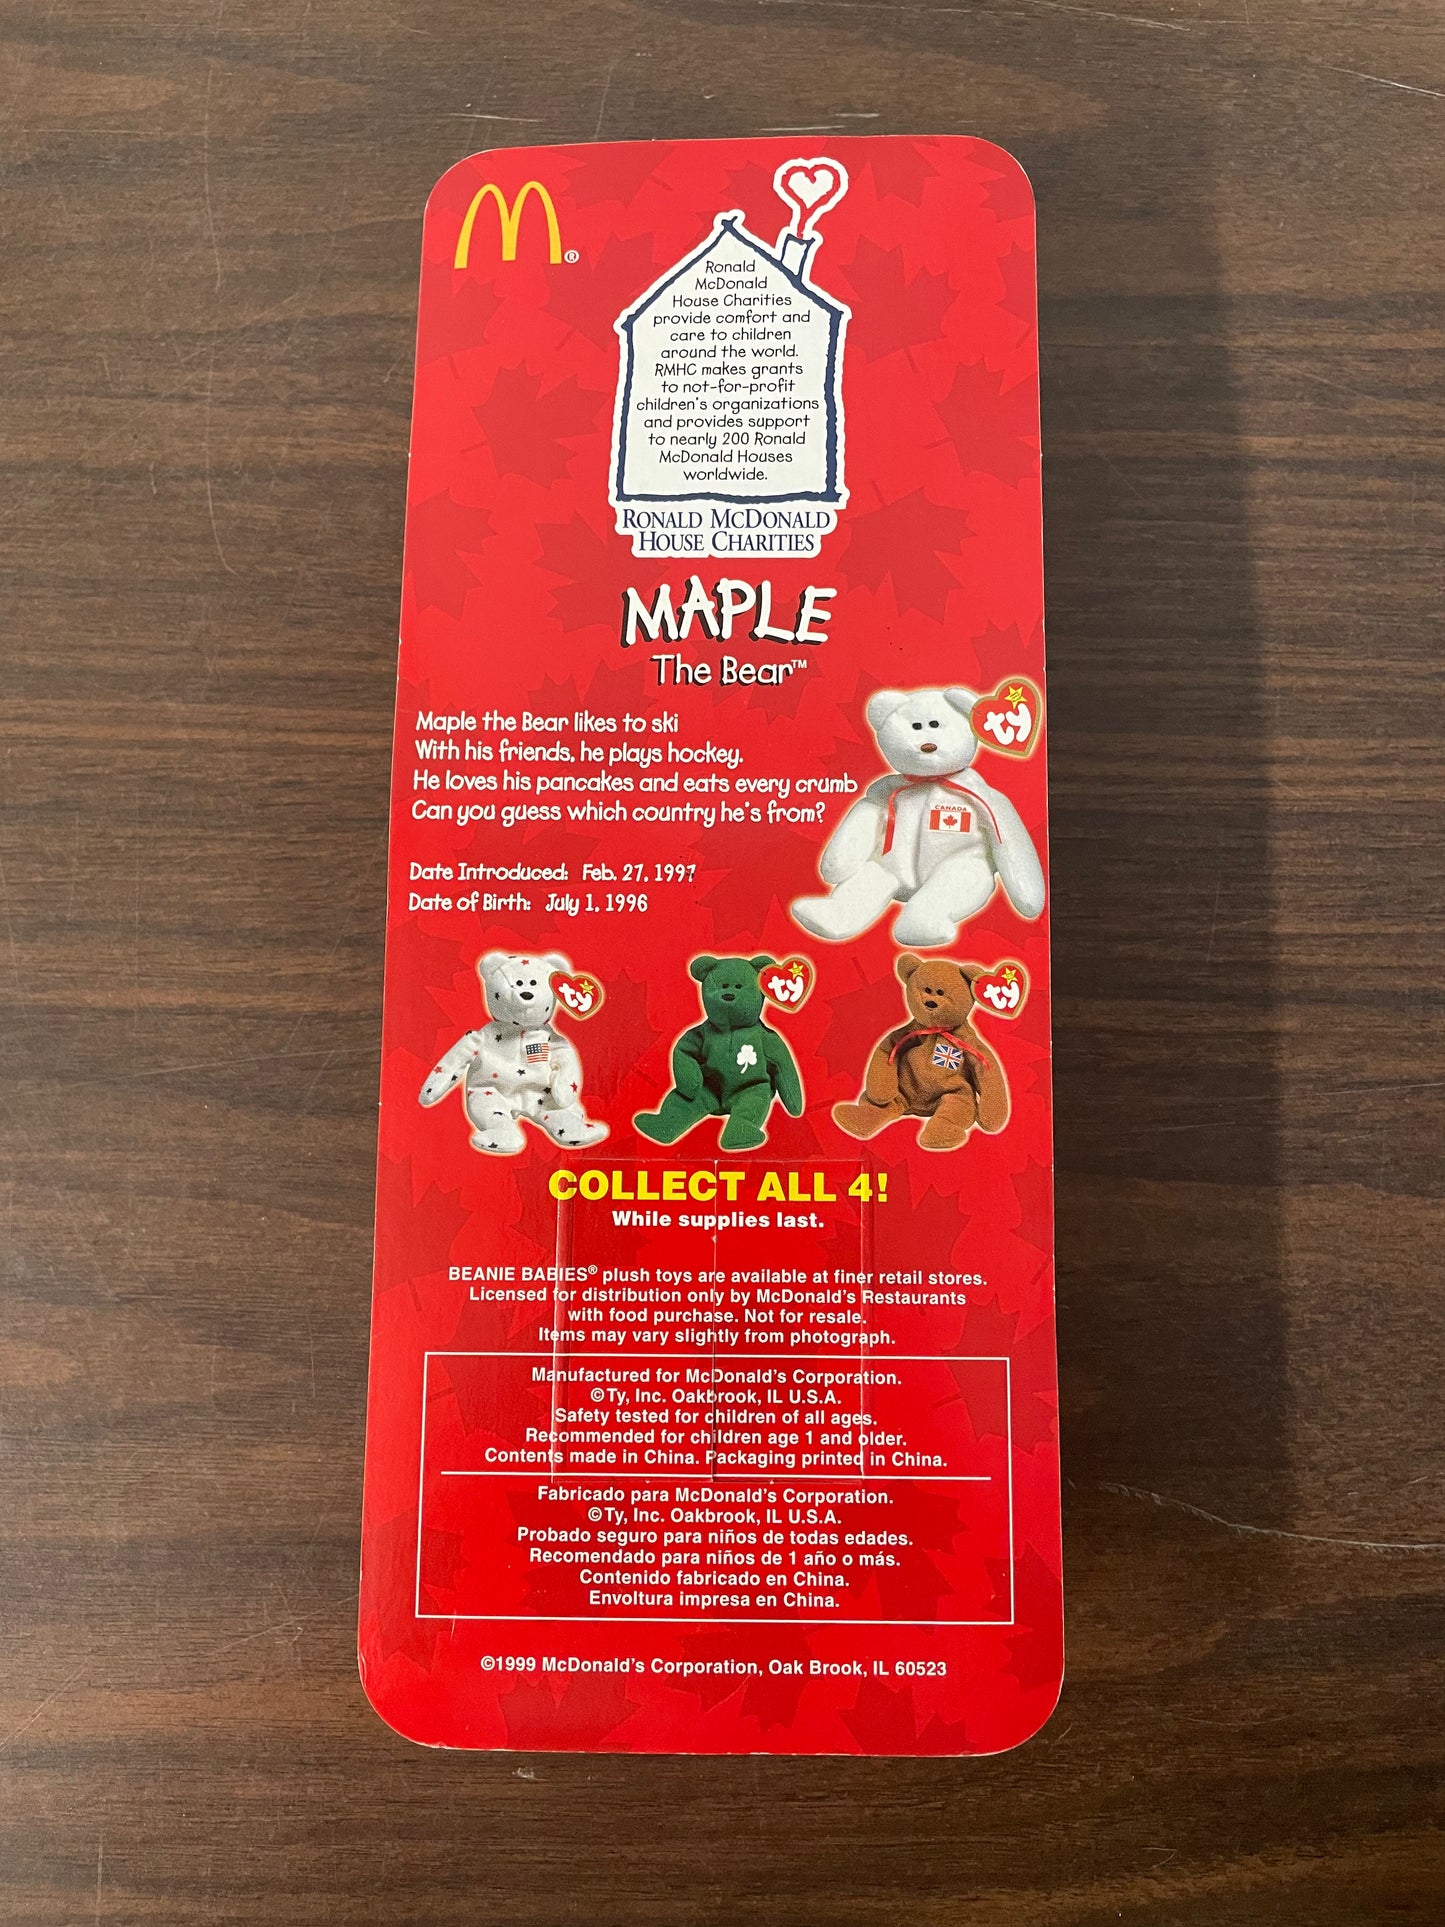 M®
Ronald
McDonald
House Charities
provide comfort and
care to children
around the world.
RMHC makes grants
to not-for-profit
children's organizations
and provides support
to nearly 200 Ronald
McDonald Houses
worldwide.
RONALD MCDONALD
HOUSE CHARITIES
MAPLE
The Bear™
Maple the Bear likes to ski
With his friends, he plays hockey.
He loves his pancakes and eats every crumb
Can you guess which country he's from?
ty
CANADA
Date Introduced: Feb. 27, 1997
Date of Birth: July 1, 1996
ty
ty
ty
COLLECT ALL 4!
While supplies last.
BEANIE BABIES® plush toys are available at finer retail stores.
Licensed for distribution only by McDonald's Restaurants
with food purchase. Not for resale.
Items may vary slightly from photograph.
Manufactured for McDonald's Corporation.
©Ty, Inc. Oakbrook, IL U.S.A.
Safety tested for children of all ages.
Recommended for children age 1 and older.
Contents made in China. Packaging printed in China.
Fabricado para McDonald's Corporation.
©Ty, Inc. Oakbrook, IL U.S.A.
Probado seguro para niños de todas edades.
Recomendado para niños de 1 año o más.
Contenido fabricado en China.
Envoltura impresa en China.
©1999 McDonald's Corporation, Oak Brook, IL 60523